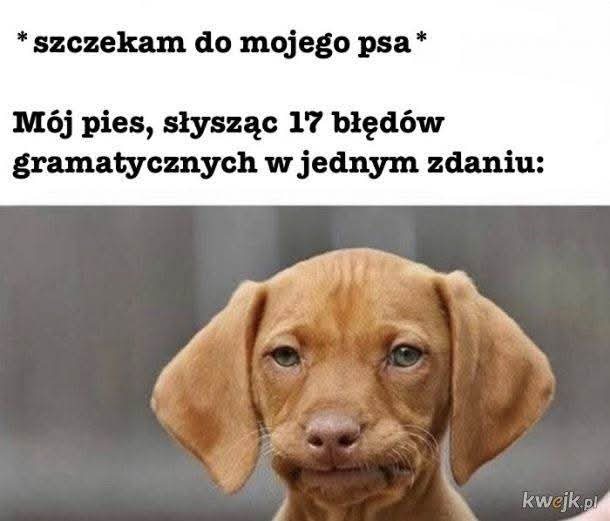 *szczekam do mojego psa*
Mój pies, słysząc 17 błędów
gramatycznych w jednym zdaniu:
kwejk.pl